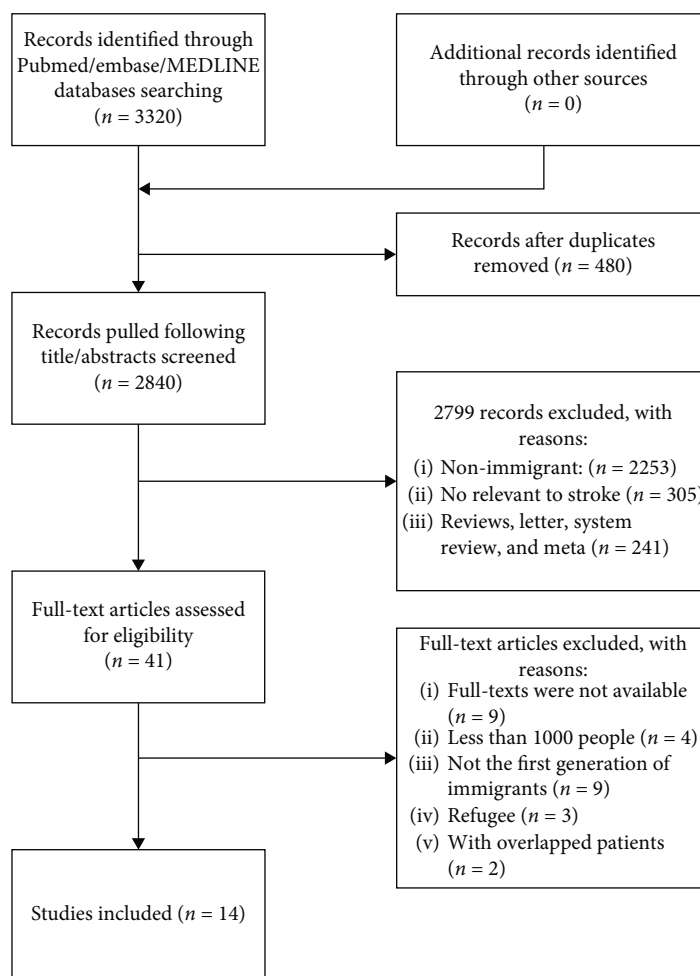 Records identified through
Pubmed/embase/MEDLINE
databases searching
(n = 3320)
Additional records identified
through other sources
(n = 0)
Records after duplicates
removed (n = 480)
Records pulled following
title/abstracts screened
(n = 2840)
2799 records excluded, with
reasons:
(i) Non-immigrant: (n = 2253)
(ii) No relevant to stroke (n = 305)
(iii) Reviews, letter, system
review, and meta (n = 241)
Full-text articles assessed
for eligibility
(n = 41)
Full-text articles excluded, with
reasons:
(i) Full-texts were not available
(n = 9)
(ii) Less than 1000 people (n = 4)
(iii) Not the first generation of
immigrants (n = 9)
(iv) Refugee (n = 3)
(v) With overlapped patients
(n = 2)
Studies included (n = 14)